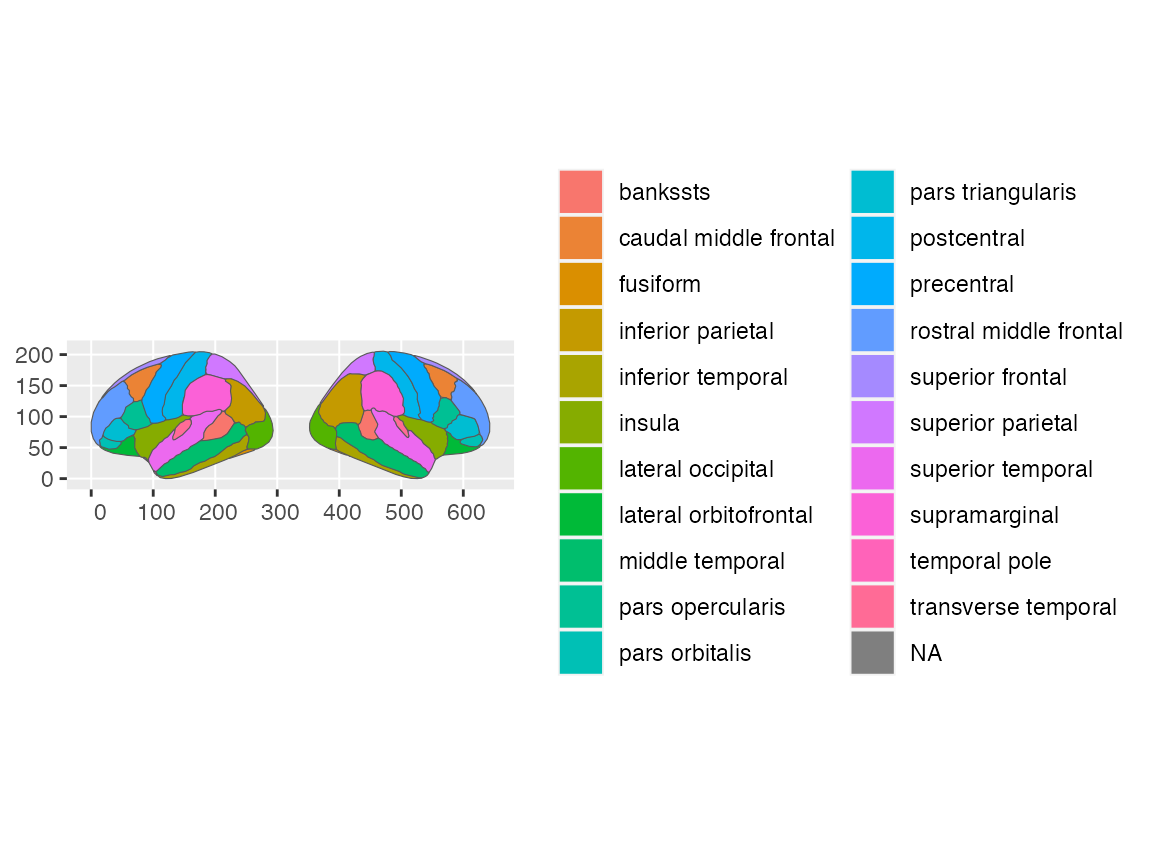 200
150
100
50
0
0 100 200 300 400 500 600
bankssts
caudal middle frontal
fusiform
inferior parietal
inferior temporal
insula
lateral occipital
lateral orbitofrontal
middle temporal
pars opercularis
pars orbitalis
pars triangularis
postcentral
precentral
rostral middle frontal
superior frontal
superior parietal
superior temporal
supramarginal
temporal pole
transverse temporal
NA